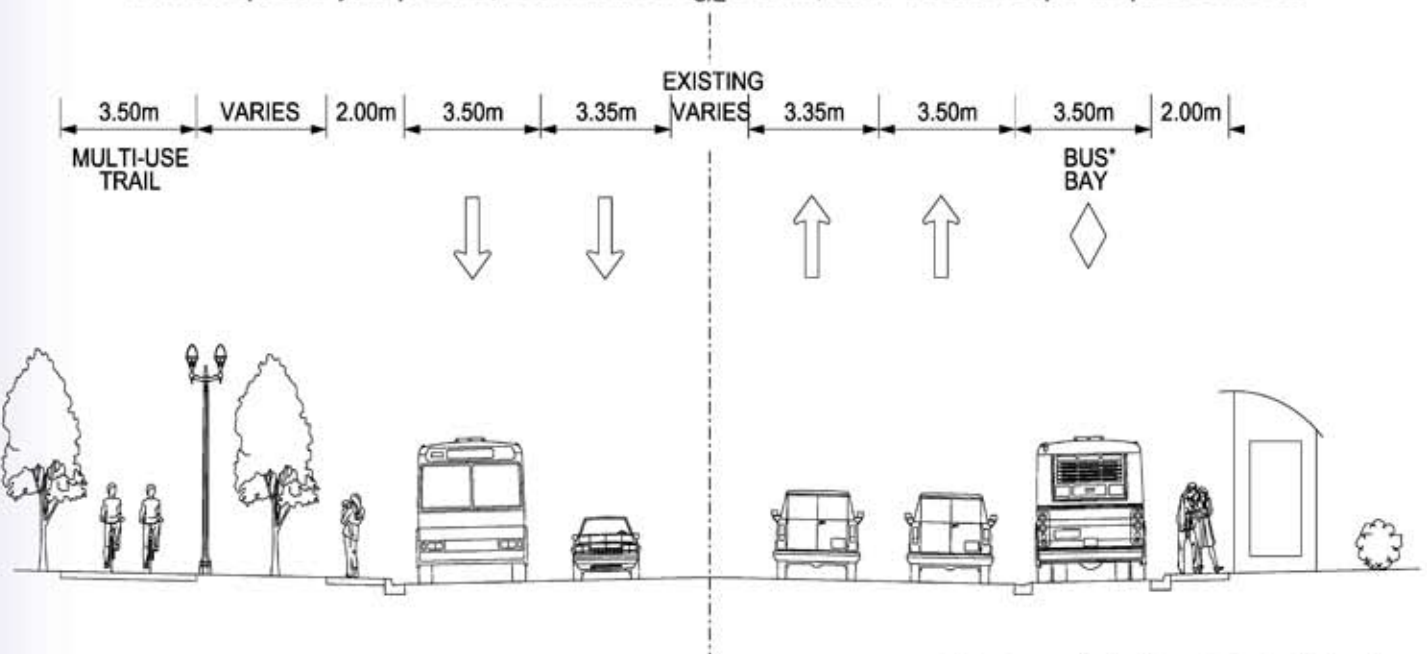 EXISTING
3.50m VARIES 2.00m 3.50m 3.35m VARIES 3.35m 3.50m 3.50m 2.00m
MULTI-USE
TRAIL
BUS*
BAY